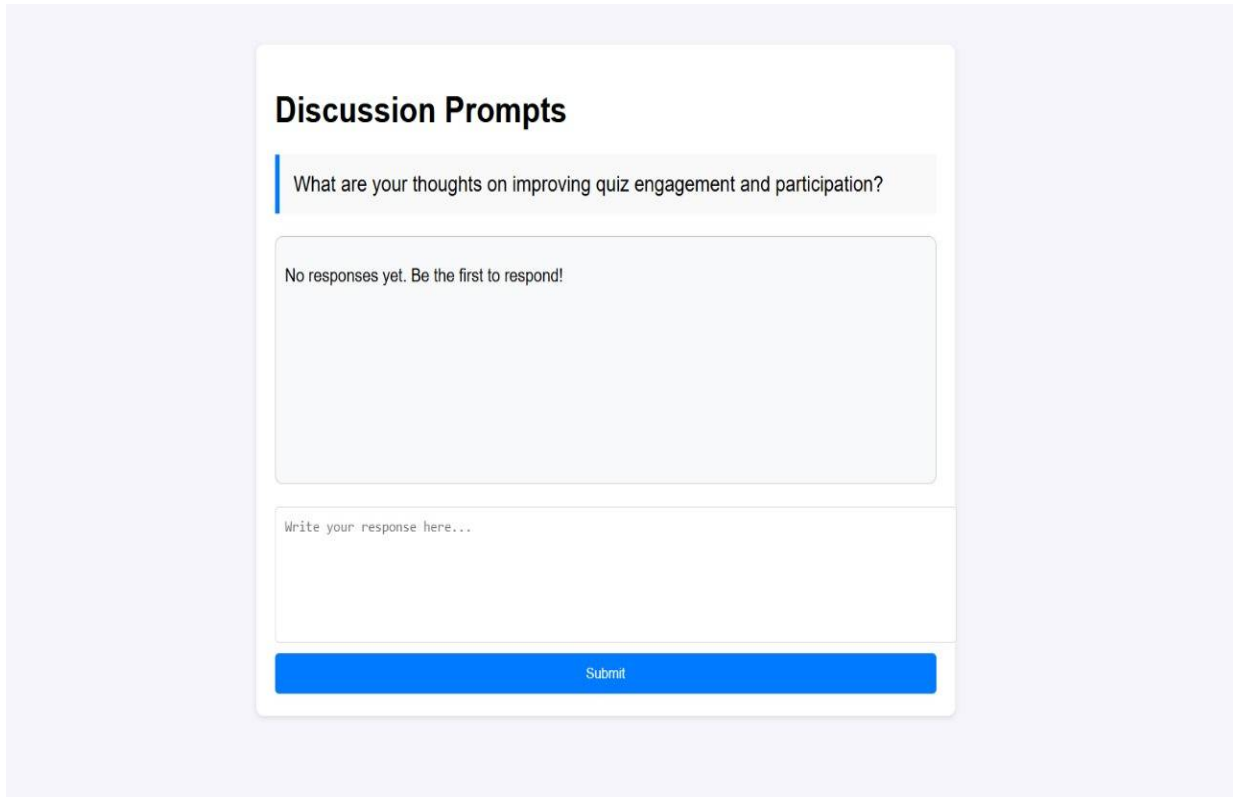 Discussion Prompts
What are your thoughts on improving quiz engagement and participation?
No responses yet. Be the first to respond!
Write your response here...
Submit